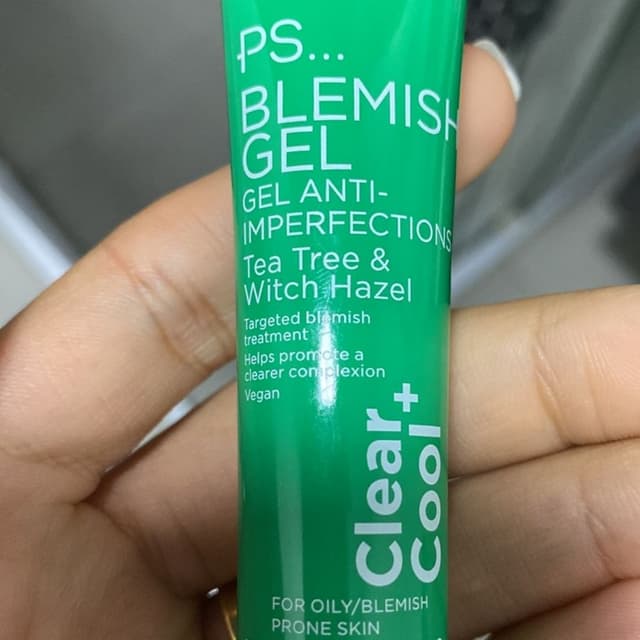 PS...
BLEMISH
GEL
GEL ANTI-
IMPERFECTIONS
Tea Tree &
Witch Hazel
Targeted blemish
treatment
Helps promote a
clearer complexion
Vegan
Clear+
Cool
FOR OILY/BLEMISH
PRONE SKIN